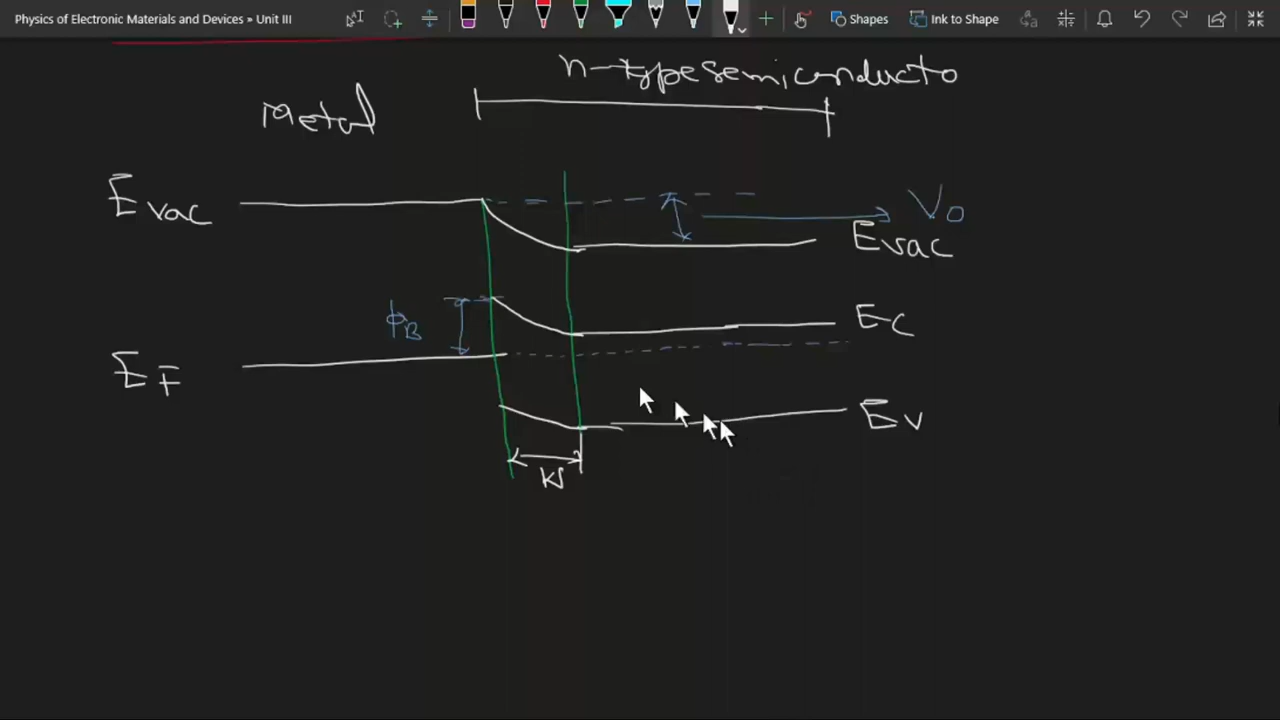 Physics of Electronic Materials and Devices » Unit III
Shapes
Ink to Shape
n-type semiconducto
Metal
Evac
V0
Evac
ϕB
EC
EF
Ev
W